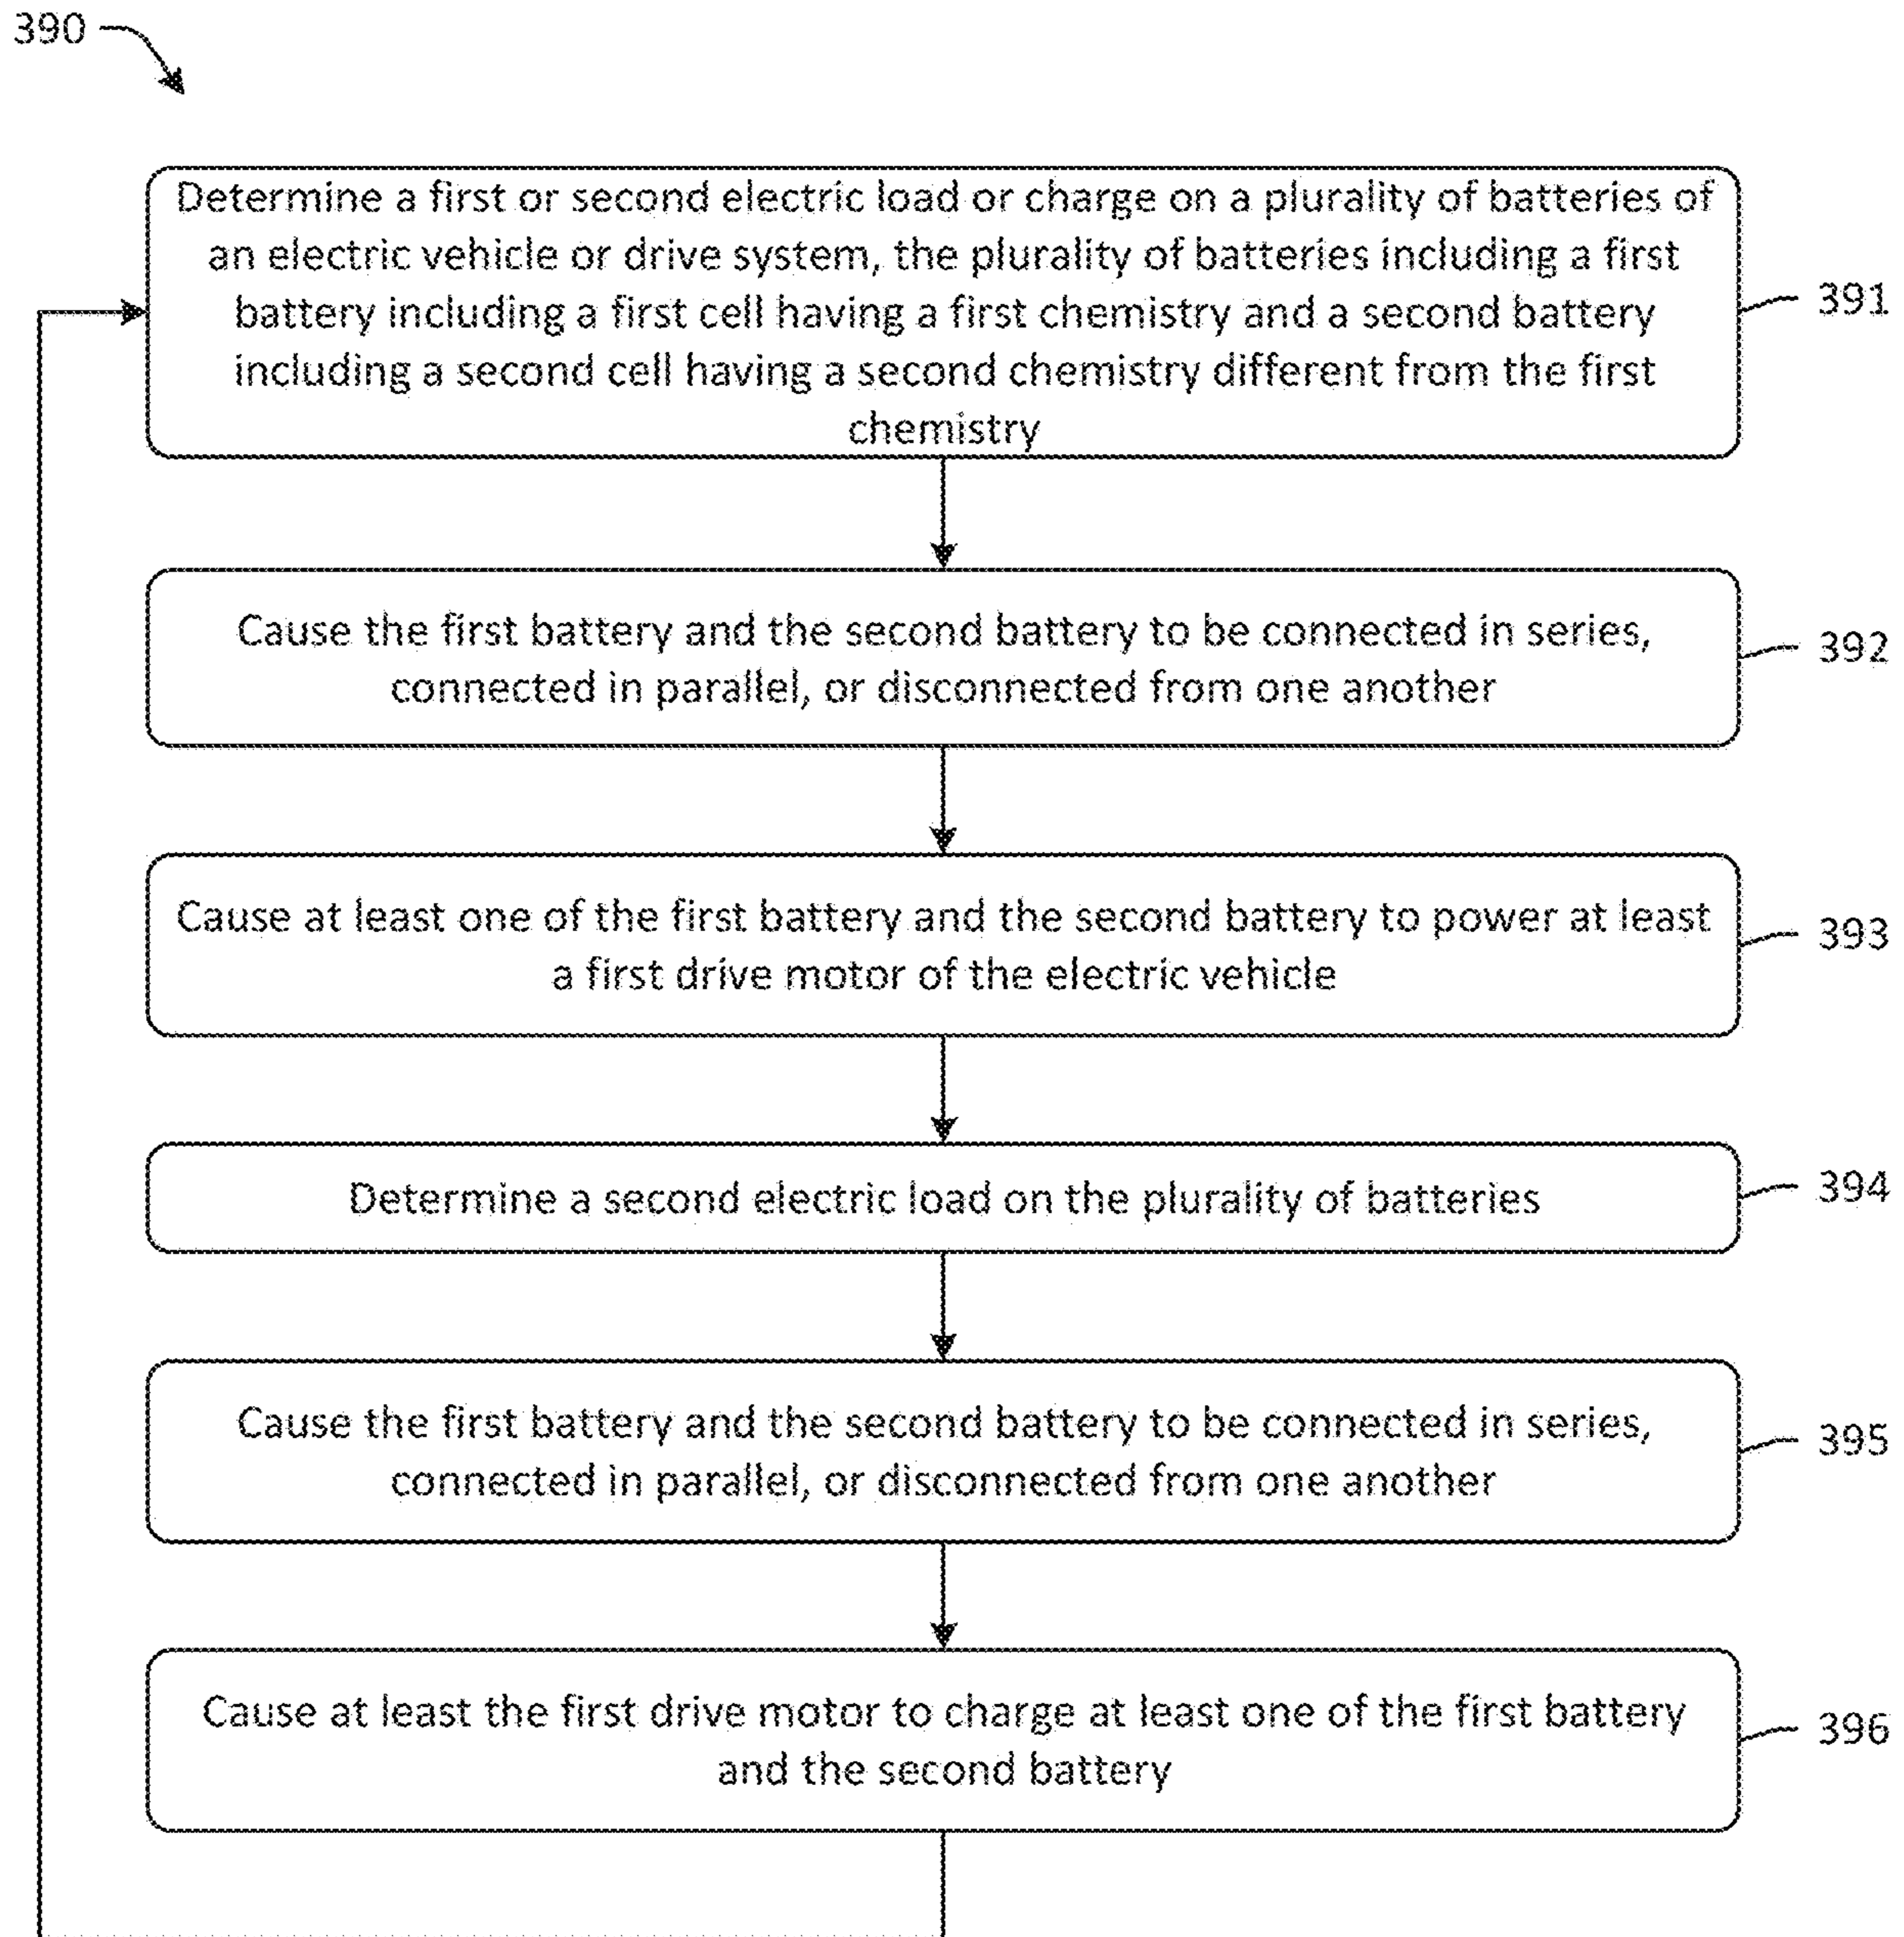 390
Determine a first or second electric load or charge on a plurality of batteries of
an electric vehicle or drive system, the plurality of batteries including a first
battery including a first cell having a first chemistry and a second battery
including a second cell having a second chemistry different from the first
chemistry
391
Cause the first battery and the second battery to be connected in series,
connected in parallel, or disconnected from one another
392
Cause at least one of the first battery and the second battery to power at least
a first drive motor of the electric vehicle
393
Determine a second electric load on the plurality of batteries
394
Cause the first battery and the second battery to be connected in series,
connected in parallel, or disconnected from one another
395
Cause at least the first drive motor to charge at least one of the first battery
and the second battery
396